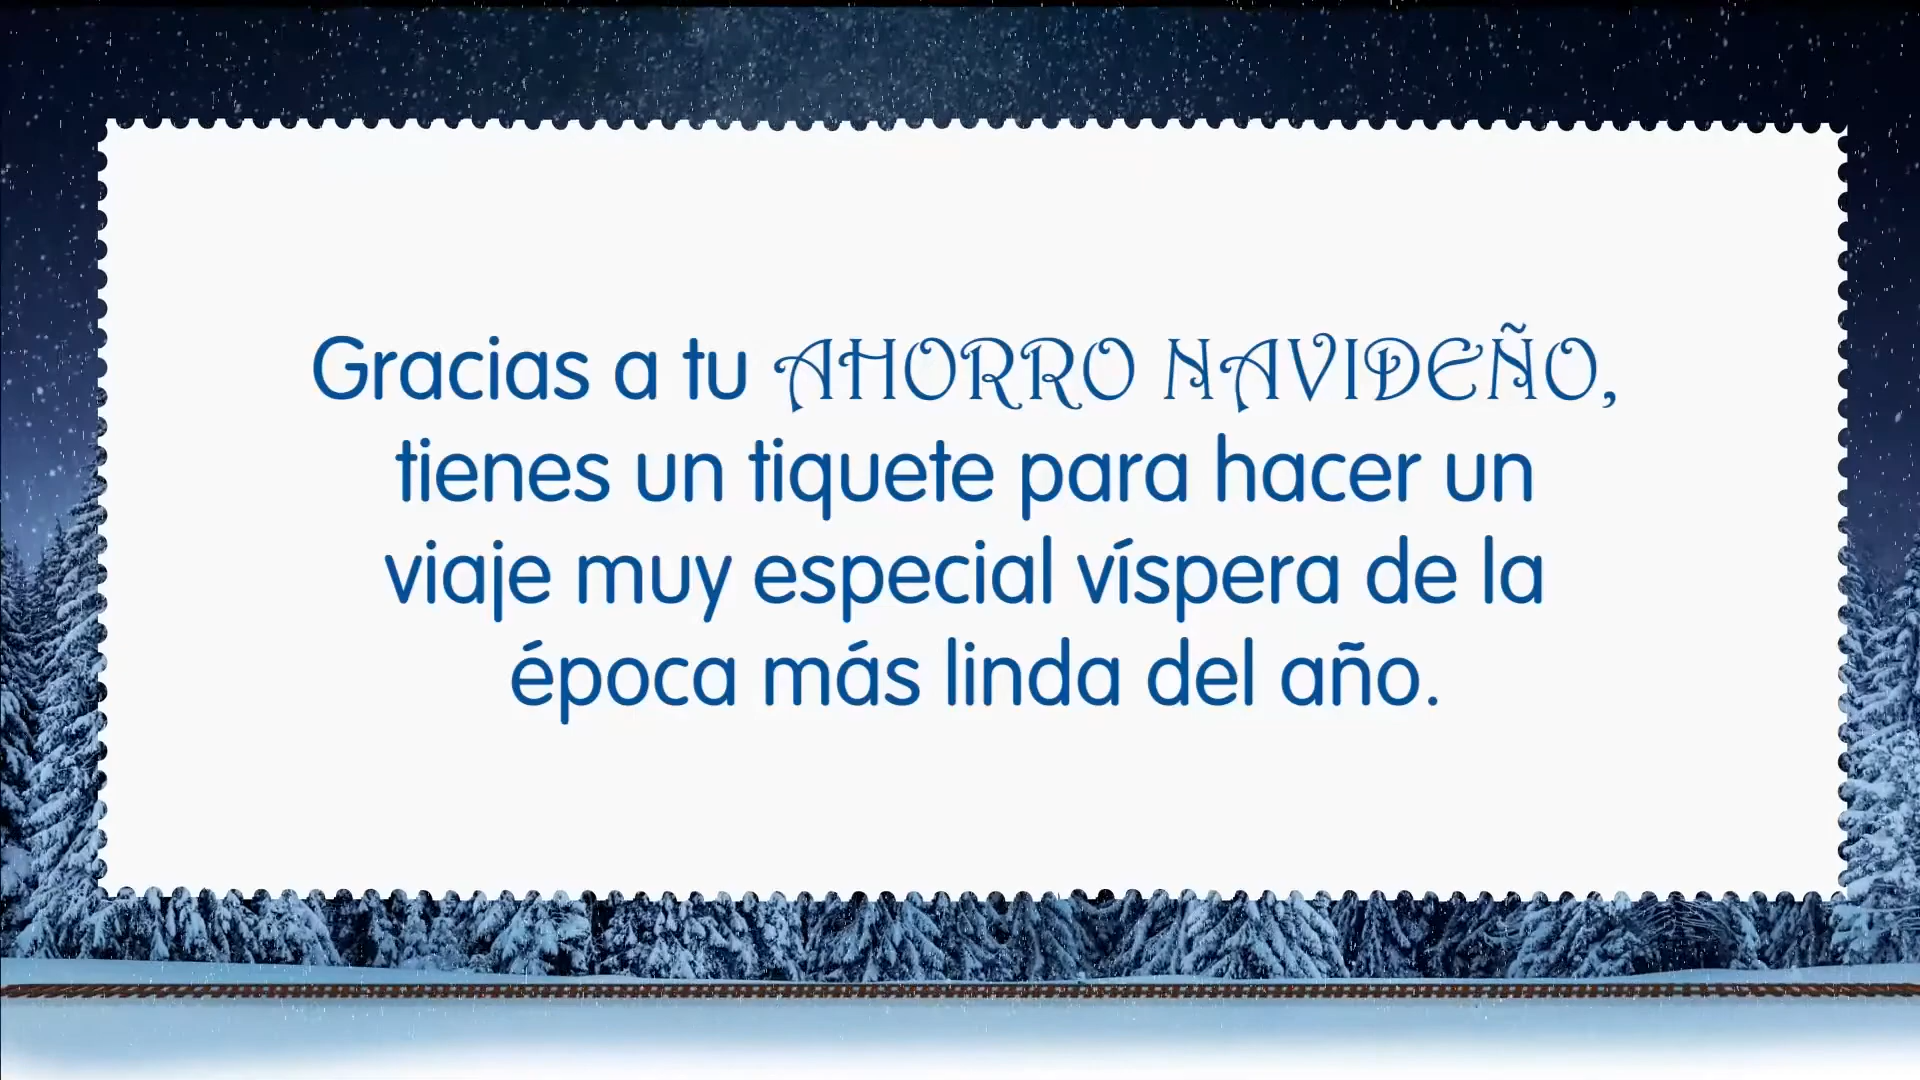 Gracias a tu AHORRO NAVIDEÑO,
tienes un tiquete para hacer un
viaje muy especial víspera de la
época más linda del año.